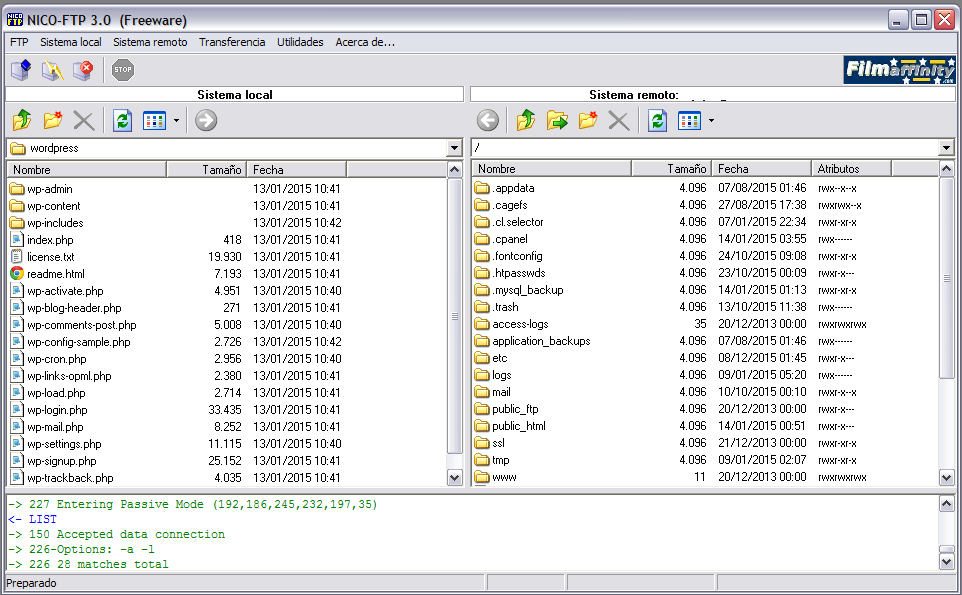 NICO-FTP 3.0 (Freeware)
FTP Sistema local Sistema remoto Transferencia Utilidades Acerca de...
STOP
Filmaffinity.com
Sistema local
Sistema remoto:
wordpress
/
Nombre Tamaño Fecha
wp-admin 13/01/2015 10:41
wp-content 13/01/2015 10:41
wp-includes 13/01/2015 10:42
index.php 418 13/01/2015 10:41
license.txt 19.930 13/01/2015 10:41
readme.html 7.193 13/01/2015 10:41
wp-activate.php 4.951 13/01/2015 10:40
wp-blog-header.php 271 13/01/2015 10:41
wp-comments-post.php 5.008 13/01/2015 10:40
wp-config-sample.php 2.726 13/01/2015 10:42
wp-cron.php 2.956 13/01/2015 10:40
wp-links-opml.php 2.380 13/01/2015 10:41
wp-load.php 2.714 13/01/2015 10:41
wp-login.php 33.435 13/01/2015 10:41
wp-mail.php 8.252 13/01/2015 10:41
wp-settings.php 11.115 13/01/2015 10:40
wp-signup.php 25.152 13/01/2015 10:41
wp-trackback.php 4.035 13/01/2015 10:41
Nombre Tamaño Fecha Atributos
.appdata 4.096 07/08/2015 01:46 rwx--x--x
.cagefs 4.096 27/08/2015 17:38 rwxrwx--x
.cl.selector 4.096 07/01/2015 22:34 rwxr-xr-x
.cpanel 4.096 14/01/2015 03:55 rwx------
.fontconfig 4.096 24/10/2015 09:08 rwxr-xr-x
.htpasswds 4.096 23/10/2015 00:09 rwxr-x---
.mysql_backup 4.096 14/01/2015 01:13 rwxr-xr-x
.trash 4.096 13/10/2015 11:38 rwx------
access-logs 35 20/12/2013 00:00 rwxrwxrwx
application_backups 4.096 07/08/2015 01:46 rwx------
etc 4.096 08/12/2015 01:45 rwxr-x---
logs 4.096 09/01/2015 05:20 rwx------
mail 4.096 10/10/2015 00:10 rwxr-x--x
public_ftp 4.096 20/12/2013 00:00 rwxr-x---
public_html 4.096 14/01/2015 00:51 rwxr-x---
ssl 4.096 21/12/2013 00:00 rwxr-xr-x
tmp 4.096 09/01/2015 02:07 rwxr-xr-x
www 11 20/12/2013 00:00 rwxrwxrwx
-> 227 Entering Passive Mode (192,186,245,232,197,35)
<- LIST
-> 150 Accepted data connection
-> 226-Options: -a -l
-> 226 28 matches total
Preparado